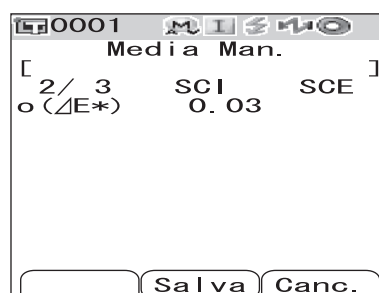 0001 M I
Media Man.
[ ]
2/ 3 SCI SCE
σ(⊿E*) 0.03
Salva Canc.